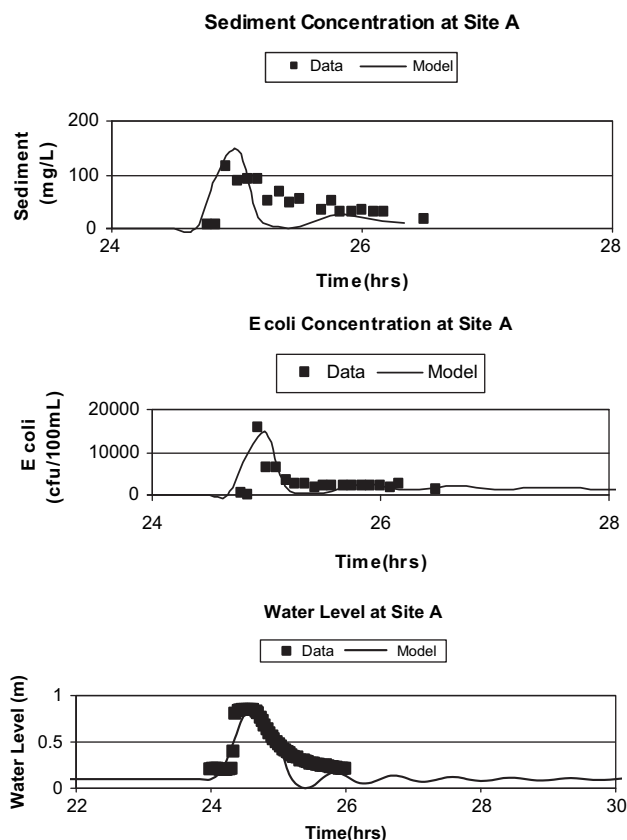 Sediment Concentration at Site A
Data Model
200
100
0
24 26 28
Sediment
(mg/L)
Time(hrs)
E coli Concentration at Site A
Data Model
20000
10000
0
24 26 28
E coli
(cfu/100mL)
Time(hrs)
Water Level at Site A
Data Model
1
0.5
0
22 24 26 28 30
Water Level (m)
Time(hrs)